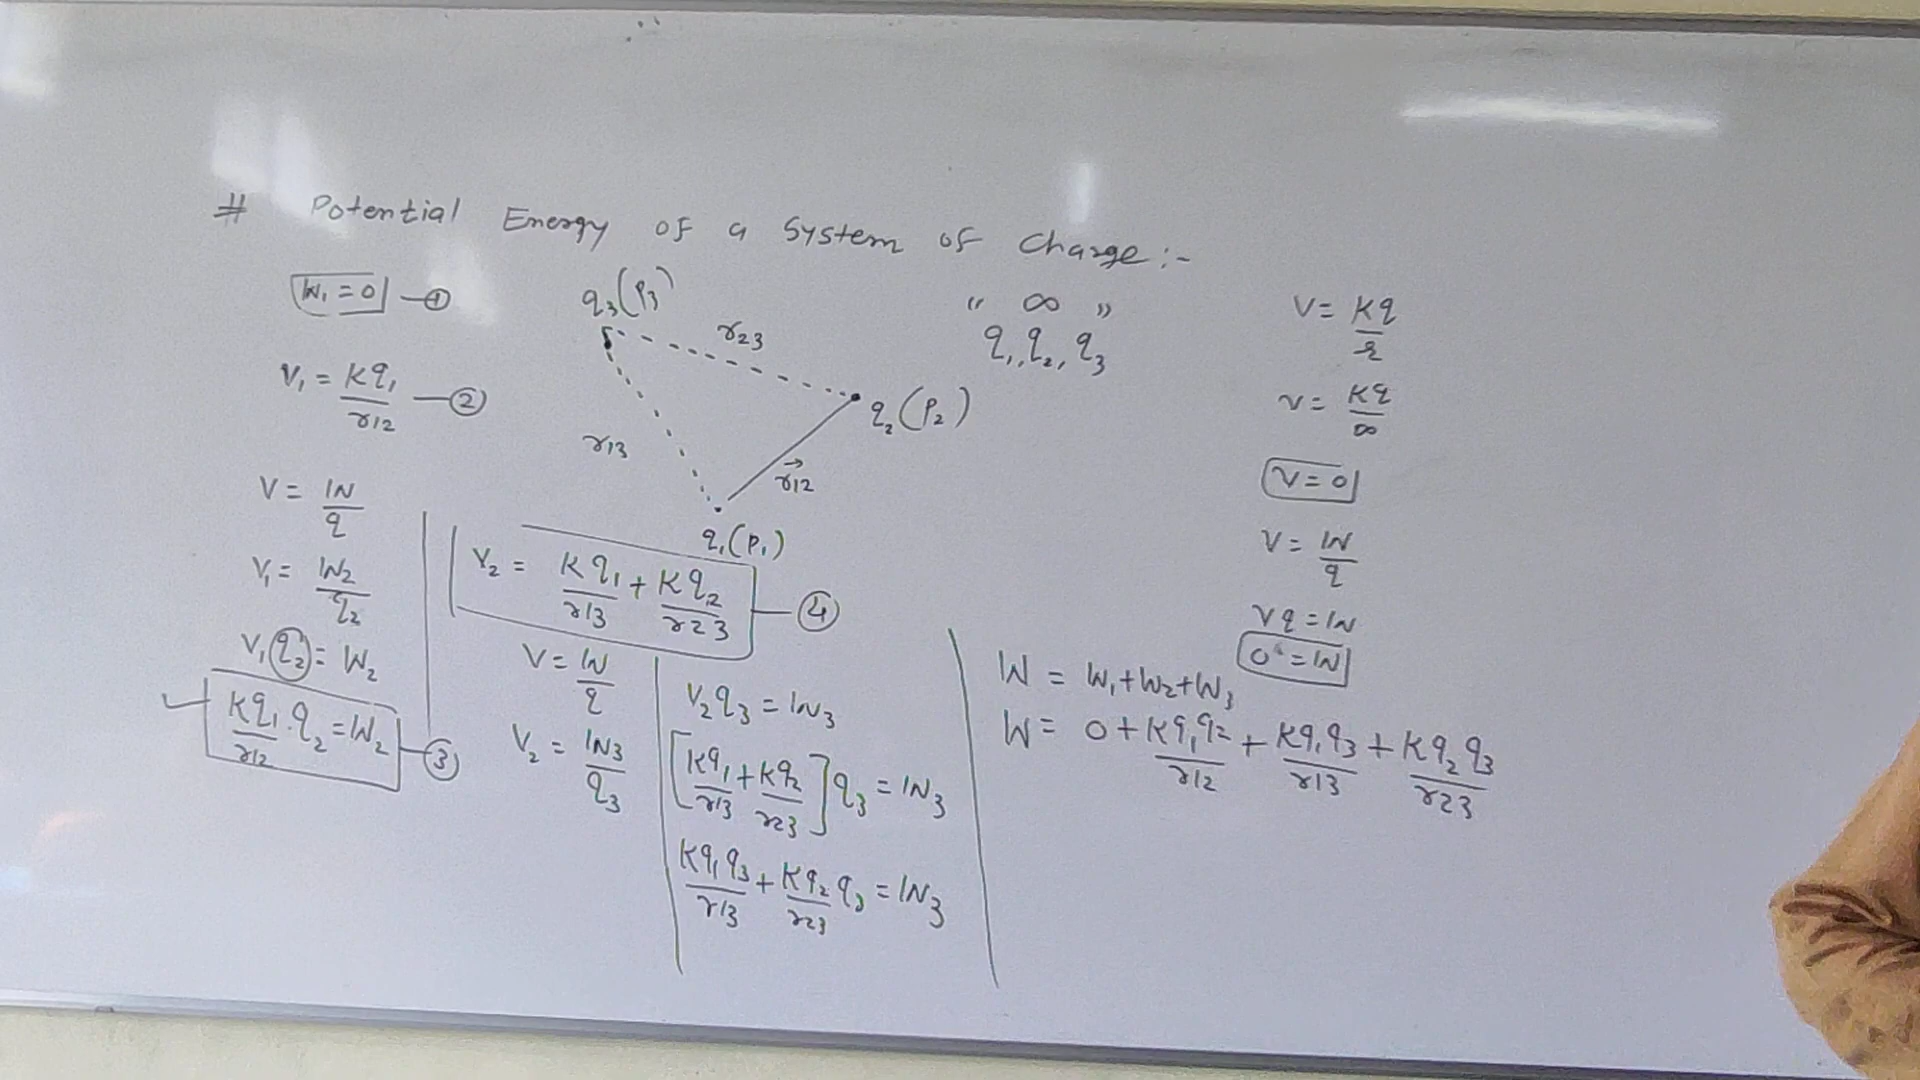 # Potential Energy of a System of Charge :-
W₁ = 0 — ①
V₁ = Kq₁/r12 — ②
V = W/q
V₁ = W₂/q₂
V₁q₂ = W₂
Kq₁/r12 . q₂ = W₂ — ③
q₃(P₃)
r23
q₂(P₂)
r13
r12
q₁(P₁)
" ∞ "
q₁, q₂, q₃
V₂ = Kq₁/r13 + Kq₂/r23 — ④
V = W/q
V₂ = W₃/q₃
V₂q₃ = W₃
[Kq₁/r13 + Kq₂/r23] q₃ = W₃
Kq₁q₃/r13 + Kq₂/r23 q₃ = W₃
V = Kq/r
V = Kq/∞
V = 0
V = W/q
Vq = W
0 = W
W = W₁+W₂+W₃
W = 0 + Kq₁q₂/r12 + Kq₁q₃/r13 + Kq₂q₃/r23